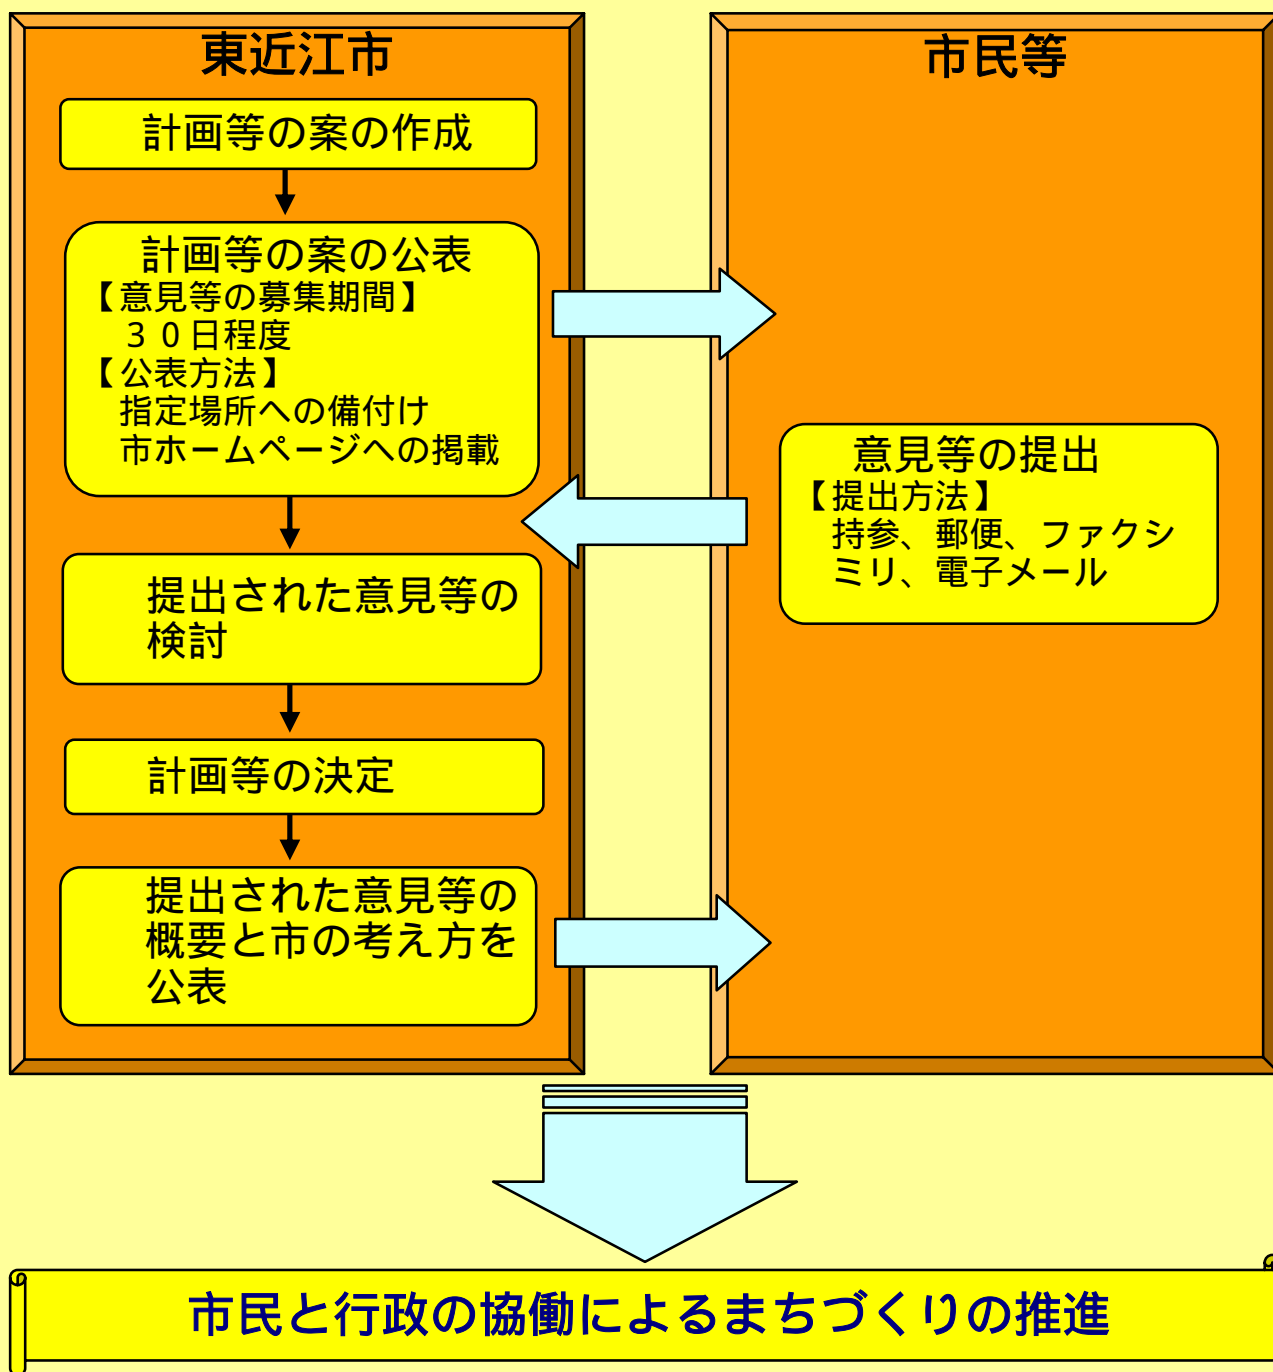 東近江市
計画等の案の作成
計画等の案の公表
【意見等の募集期間】
３０日程度
【公表方法】
指定場所への備付け
市ホームページへの掲載
提出された意見等の
検討
計画等の決定
提出された意見等の
概要と市の考え方を
公表
市民等
意見等の提出
【提出方法】
持参、郵便、ファクシ
ミリ、電子メール
市民と行政の協働によるまちづくりの推進